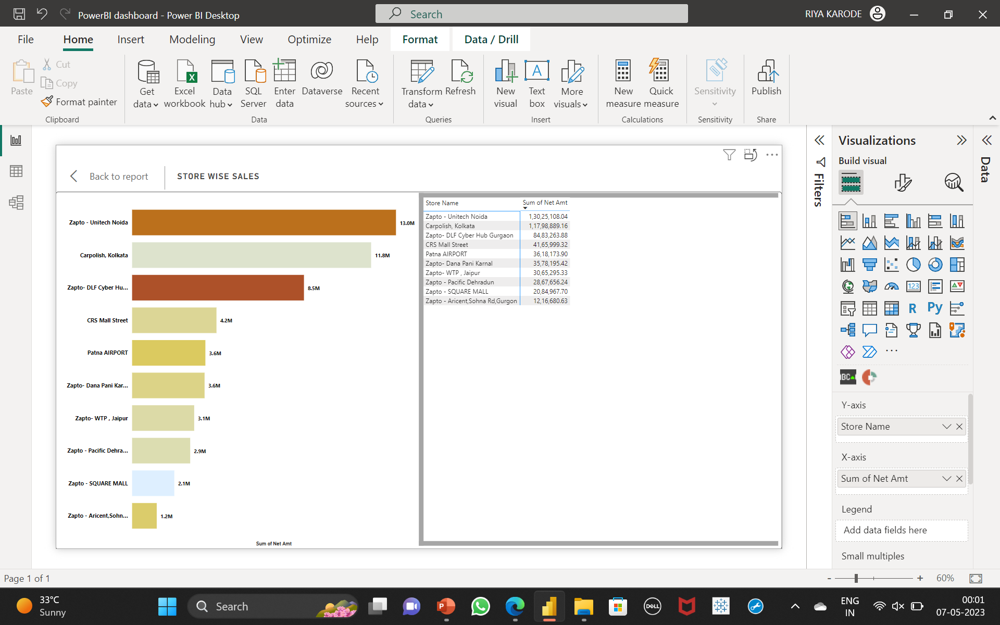 PowerBI dashboard - Power BI Desktop
Search
RIYA KARODE
File Home Insert Modeling View Optimize Help Format Data / Drill
Paste
Cut
Copy
Format painter
Clipboard
Get data
Excel workbook
Data hub
SQL Server
Enter data
Dataverse
Recent sources
Data
Transform data
Refresh
Queries
New visual
Text box
More visuals
Insert
New measure
Quick measure
Calculations
Sensitivity
Sensitivity
Publish
Share
Back to report
STORE WISE SALES
Zapto - Unitech Noida 13.0M
Carpolish, Kolkata 11.8M
Zapto- DLF Cyber Hu... 8.5M
CRS Mall Street 4.2M
Patna AIRPORT 3.6M
Zapto- Dana Pani Kar... 3.6M
Zapto- WTP , Jaipur 3.1M
Zapto - Pacific Dehra... 2.9M
Zapto - SQUARE MALL 2.1M
Zapto - Aricent,Sohn... 1.2M
Sum of Net Amt
Store Name Sum of Net Amt
Zapto - Unitech Noida 1,30,25,108.04
Carpolish, Kolkata 1,17,98,889.16
Zapto- DLF Cyber Hub Gurgaon 84,83,263.88
CRS Mall Street 41,65,999.32
Patna AIRPORT 36,18,173.90
Zapto- Dana Pani Karnal 35,78,195.42
Zapto- WTP , Jaipur 30,65,295.33
Zapto - Pacific Dehradun 28,67,656.24
Zapto - SQUARE MALL 20,84,967.70
Zapto - Aricent,Sohna Rd,Gurgon 12,16,680.63
Filters
Visualizations
Build visual
123
R
Py
Y-axis
Store Name
X-axis
Sum of Net Amt
Legend
Add data fields here
Small multiples
Data
Page 1 of 1
- + 60%
33°C
Sunny
Search
DELL
ENG
IN
00:01
07-05-2023